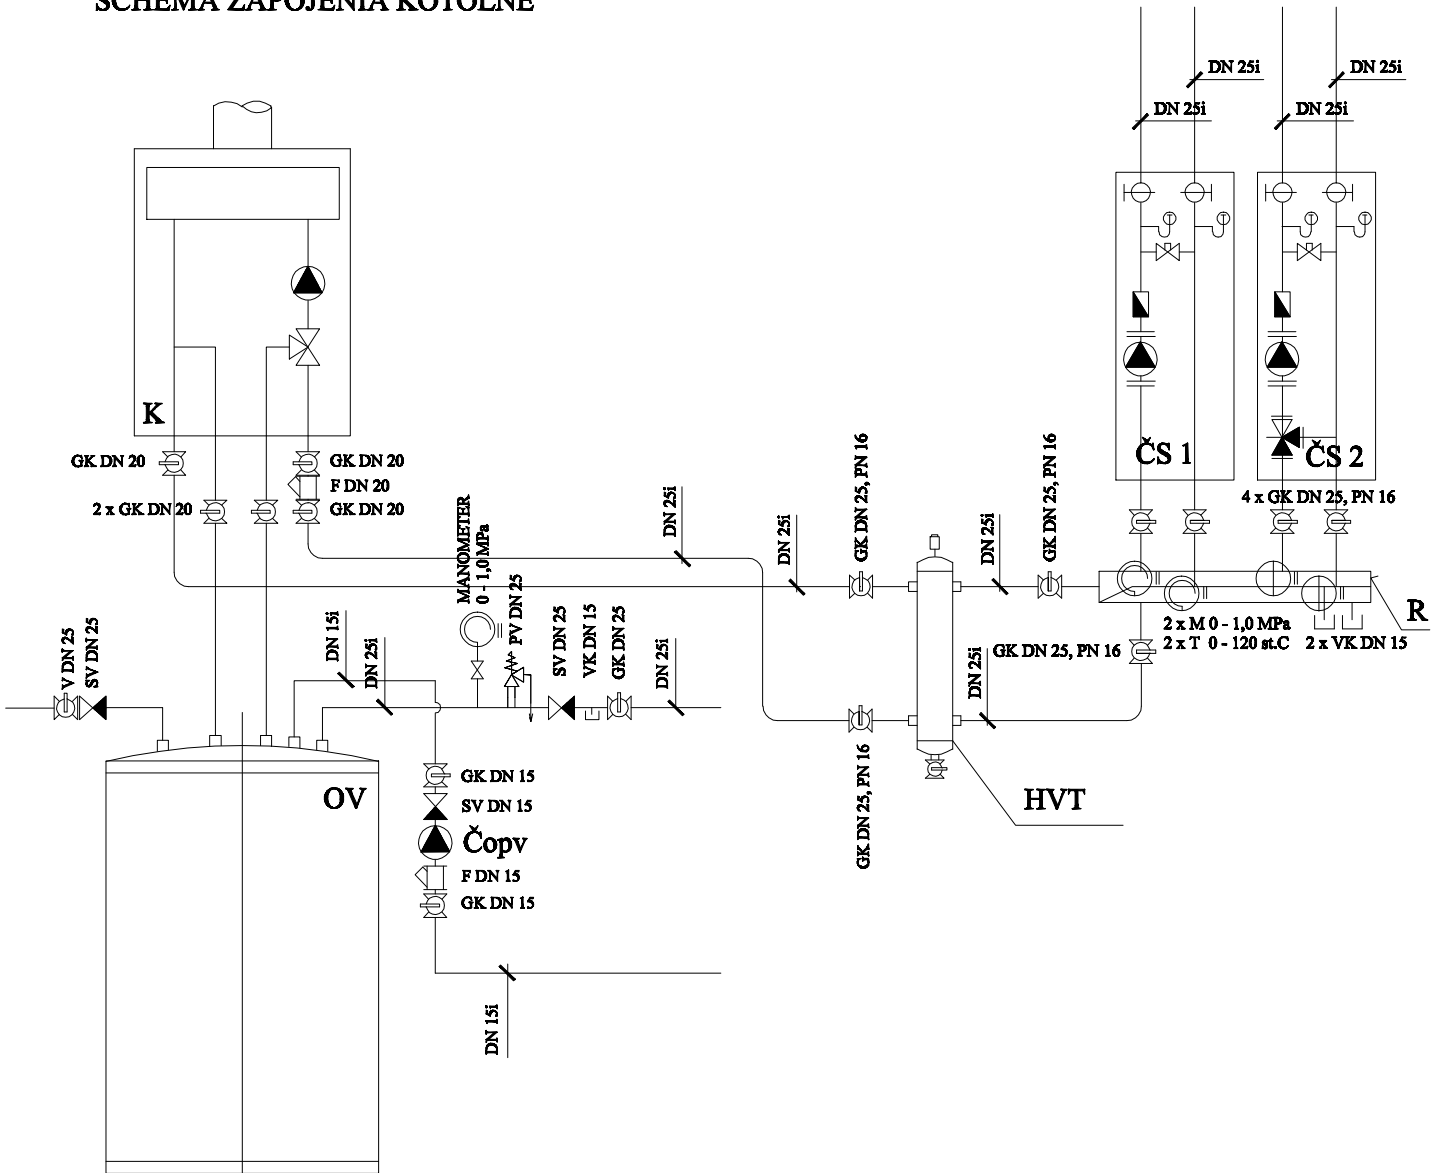 SCHÉMA ZAPOJENIA KOTOLNE
DN 25i
DN 25i
DN 25i
DN 25i
K
GK DN 20
GK DN 20
F DN 20
2 x GK DN 20
GK DN 20
ČS 1
ČS 2
4 x GK DN 25, PN 16
MANOMETER
0 - 1,0 MPa
DN 25i
DN 25i
GK DN 25, PN 16
DN 25i
GK DN 25, PN 16
R
2 x M 0 - 1,0 MPa
2 x T 0 - 120 st.C
2 x VK DN 15
V DN 25
SV DN 25
DN 15i
DN 25i
PV DN 25
SV DN 25
VK DN 15
GK DN 25
DN 25i
GK DN 25, PN 16
DN 25i
GK DN 25, PN 16
HVT
OV
GK DN 15
SV DN 15
Čopv
F DN 15
GK DN 15
DN 15i